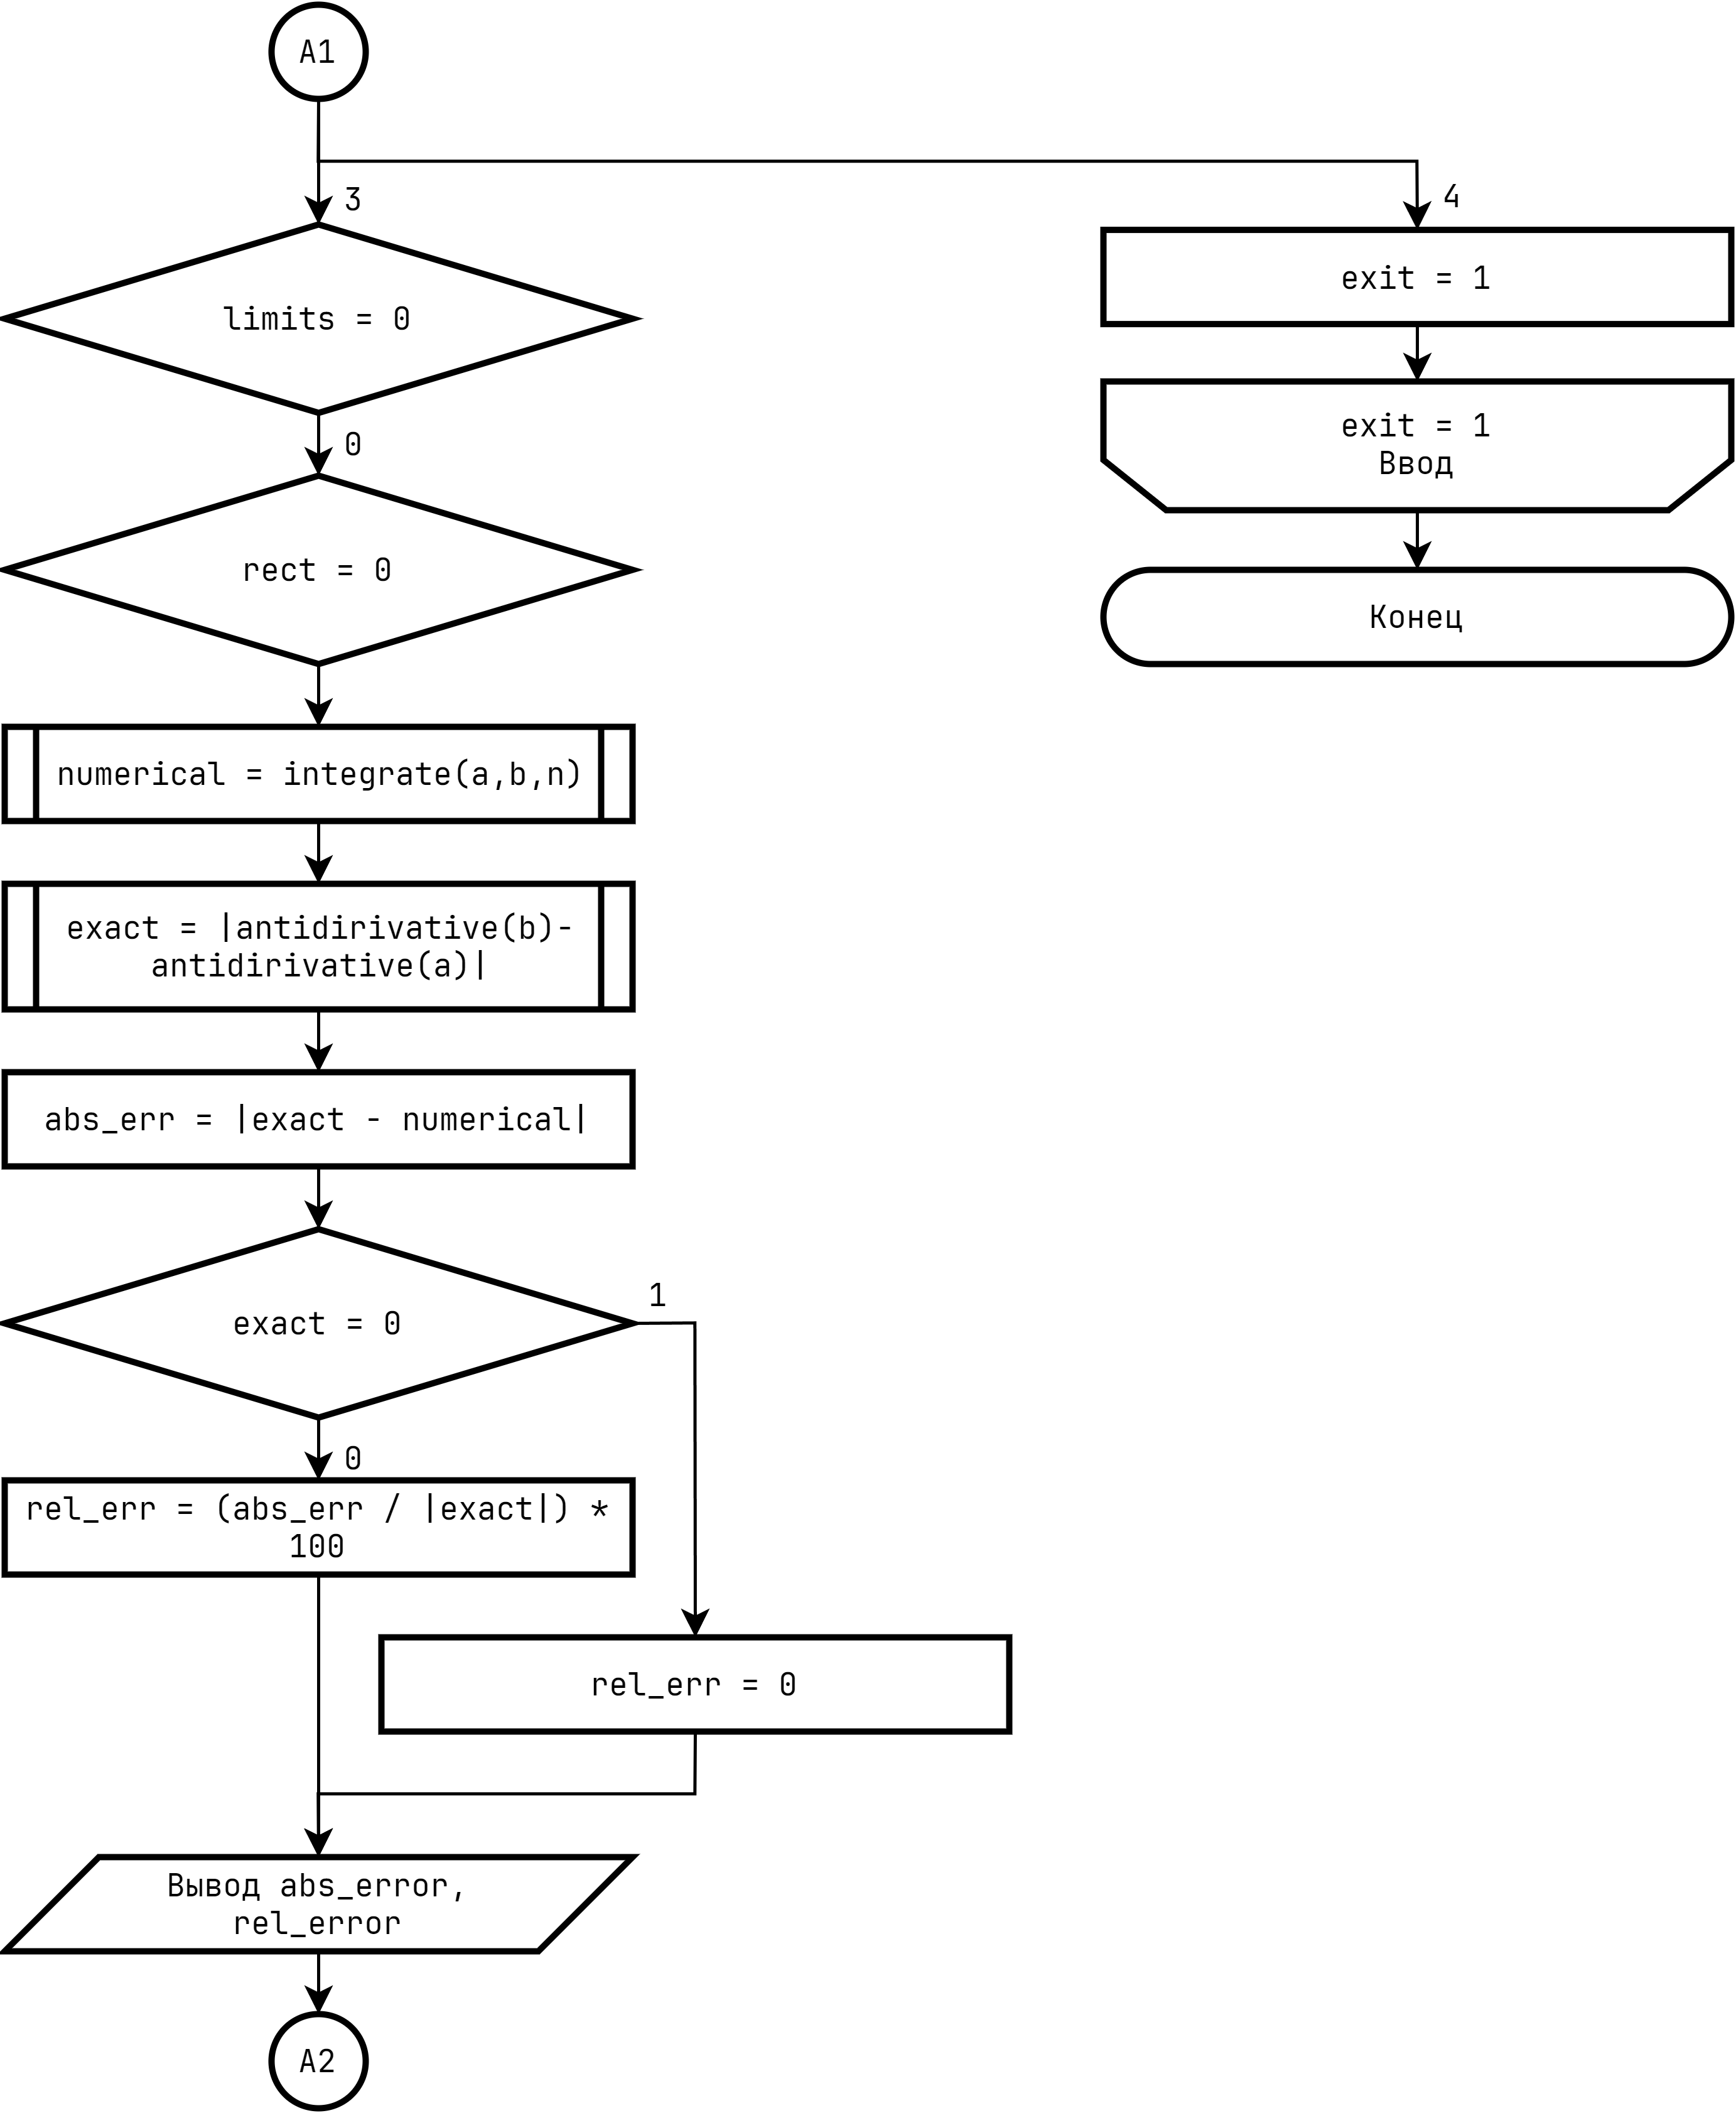 A1
3
4
limits = 0
exit = 1
0
exit = 1
Ввод
rect = 0
Конец
numerical = integrate(a,b,n)
exact = |antidirivative(b)-
antidirivative(a)|
abs_err = |exact - numerical|
exact = 0
1
0
rel_err = (abs_err / |exact|) *
100
rel_err = 0
Вывод abs_error,
rel_error
A2